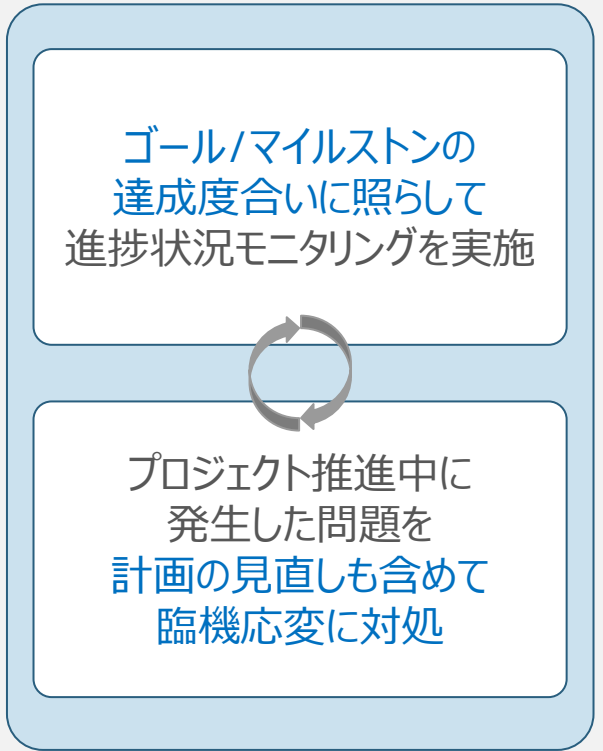 ゴール/マイルストンの
達成度合いに照らして
進捗状況モニタリングを実施
プロジェクト推進中に
発生した問題を
計画の見直しも含めて
臨機応変に対処